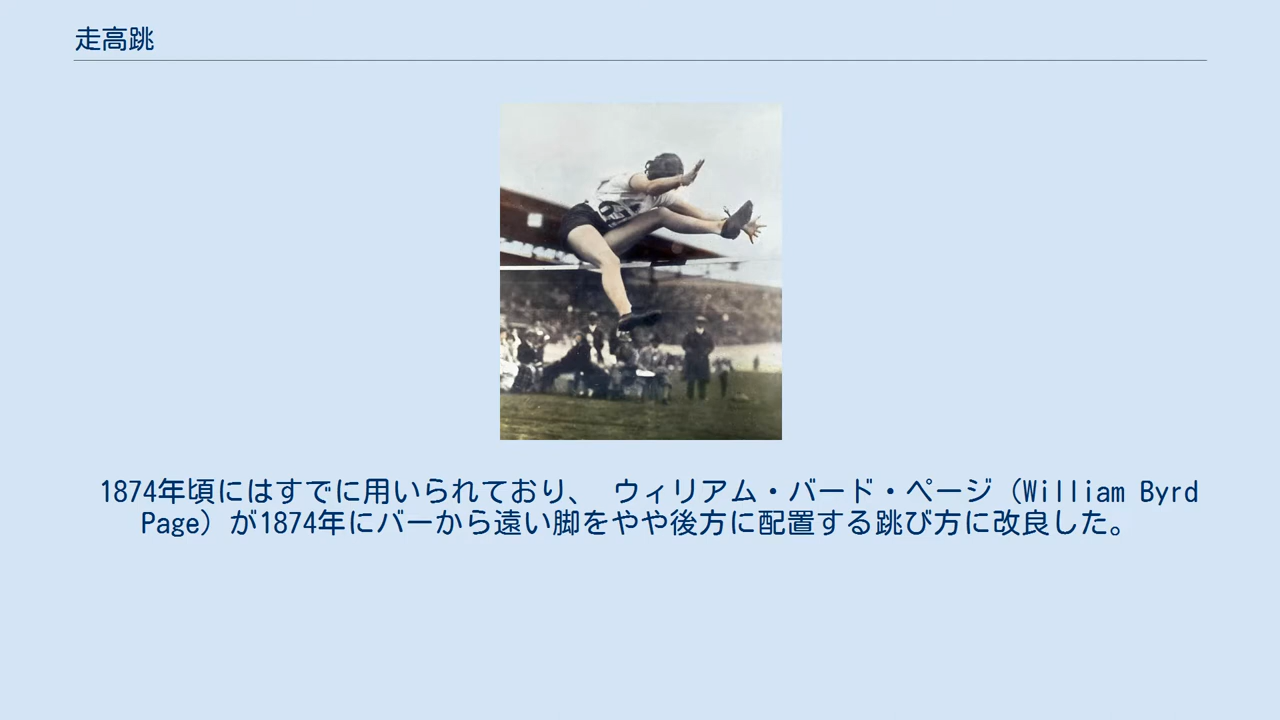 走高跳
1874年頃にはすでに用いられており、 ウィリアム・バード・ページ（William Byrd
Page）が1874年にバーから遠い脚をやや後方に配置する跳び方に改良した。